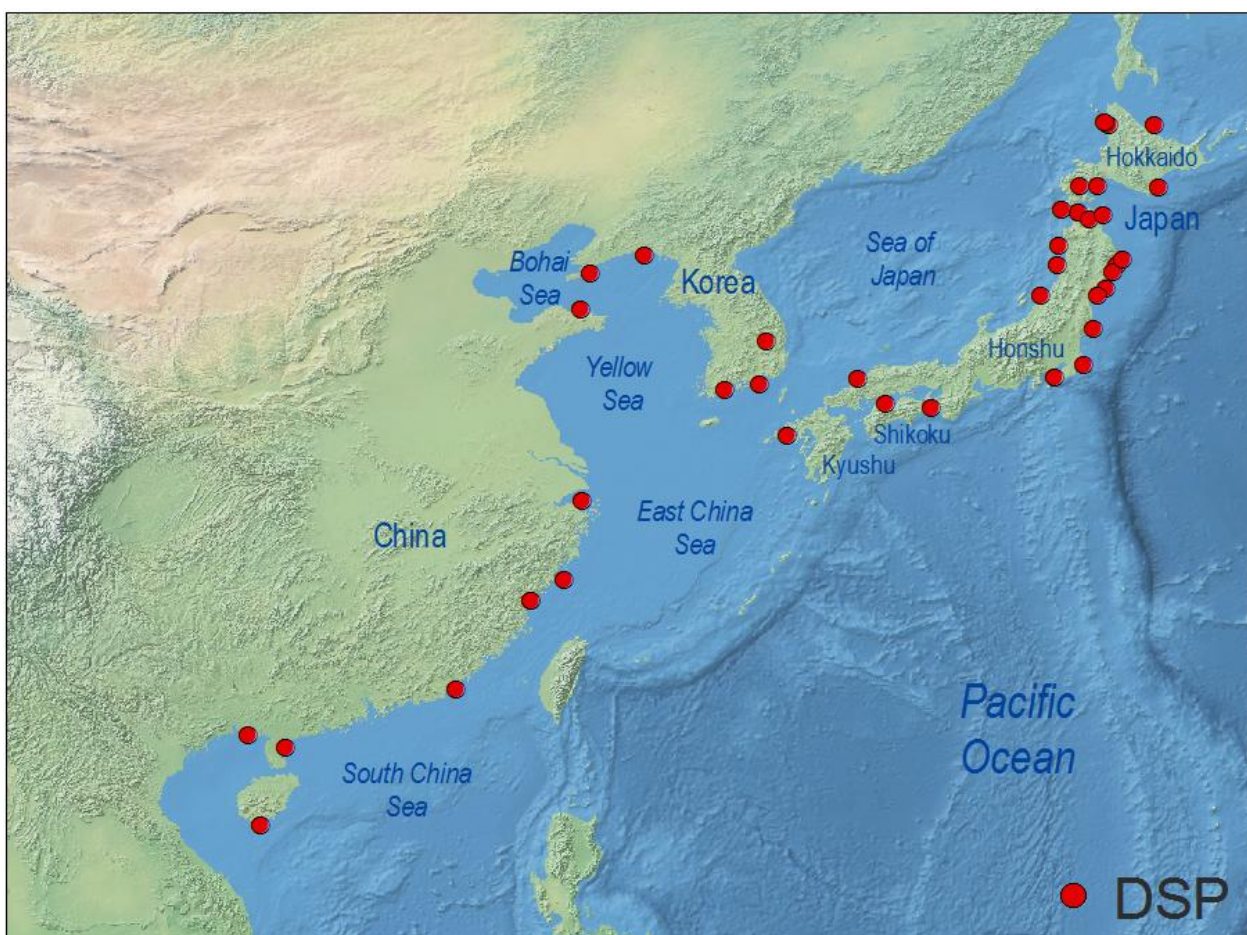 Hokkaido
Japan
Sea of
Japan
Bohai
Sea
Korea
Yellow
Sea
Honshu
Shikoku
Kyushu
East China
Sea
China
Pacific
Ocean
South China
Sea
DSP